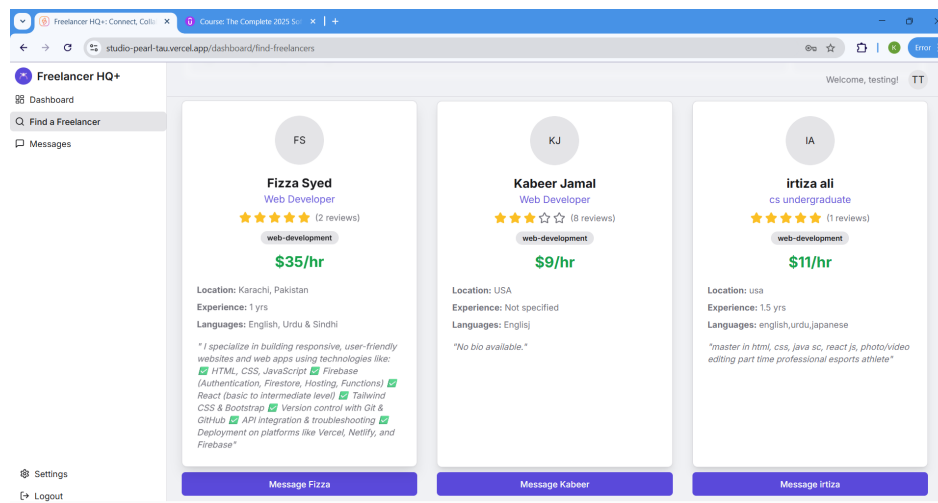 Freelancer HQ+: Connect, Colla
Course: The Complete 2025 Sof
studio-pearl-tau.vercel.app/dashboard/find-freelancers
K
Error
Freelancer HQ+
Welcome, testing!
TT
Dashboard
Find a Freelancer
Messages
FS
Fizza Syed
Web Developer
(2 reviews)
web-development
$35/hr
Location: Karachi, Pakistan
Experience: 1 yrs
Languages: English, Urdu & Sindhi
" I specialize in building responsive, user-friendly
websites and web apps using technologies like:
✅ HTML, CSS, JavaScript ✅ Firebase
(Authentication, Firestore, Hosting, Functions) ✅
React (basic to intermediate level) ✅ Tailwind
CSS & Bootstrap ✅ Version control with Git &
GitHub ✅ API integration & troubleshooting ✅
Deployment on platforms like Vercel, Netlify, and
Firebase"
Message Fizza
KJ
Kabeer Jamal
Web Developer
(8 reviews)
web-development
$9/hr
Location: USA
Experience: Not specified
Languages: Englisj
"No bio available."
Message Kabeer
IA
irtiza ali
cs undergraduate
(1 reviews)
web-development
$11/hr
Location: usa
Experience: 1.5 yrs
Languages: english,urdu,japanese
"master in html, css, java sc, react js, photo/video
editing part time professional esports athlete"
Message irtiza
Settings
Logout